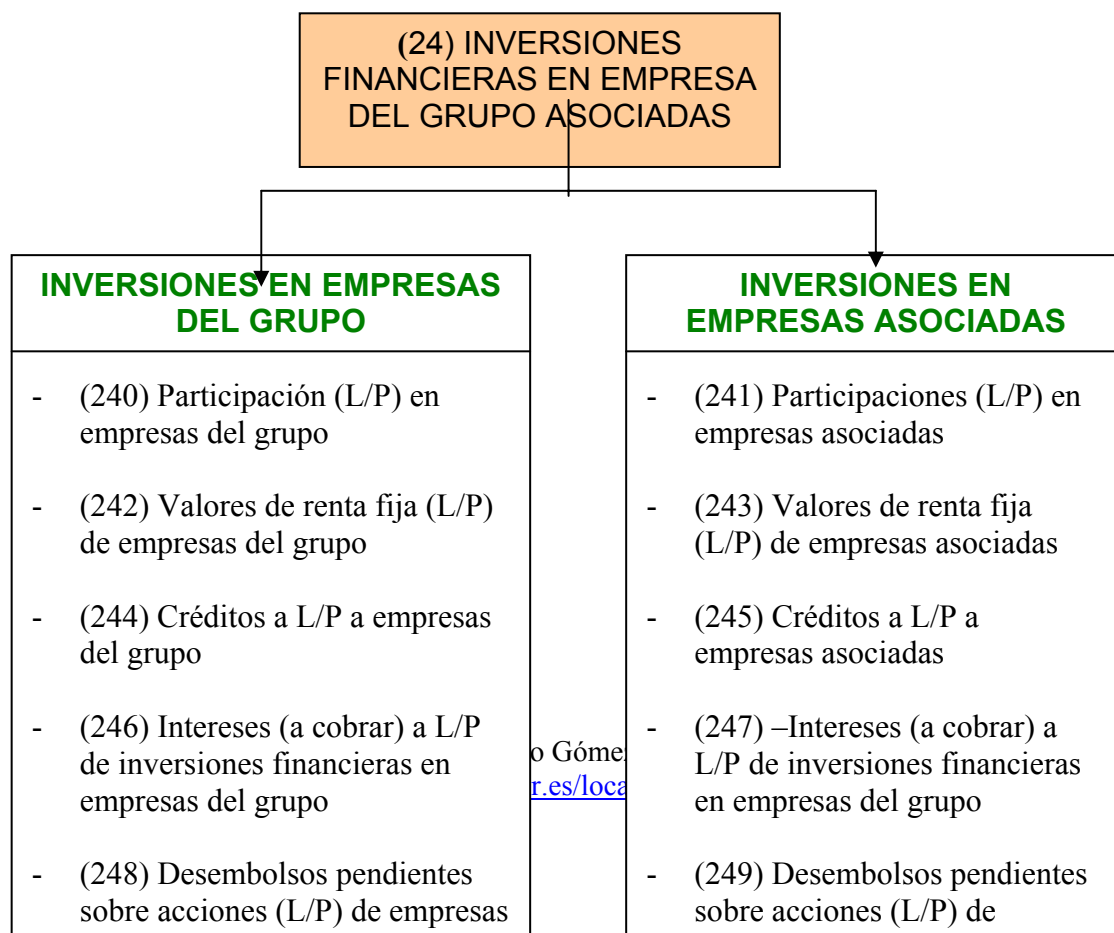 (24) INVERSIONES
FINANCIERAS EN EMPRESA
DEL GRUPO ASOCIADAS
INVERSIONES EN EMPRESAS
DEL GRUPO
- (240) Participación (L/P) en
empresas del grupo
- (242) Valores de renta fija (L/P)
de empresas del grupo
- (244) Créditos a L/P a empresas
del grupo
- (246) Intereses (a cobrar) a L/P
de inversiones financieras en
empresas del grupo
- (248) Desembolsos pendientes
sobre acciones (L/P) de empresas
INVERSIONES EN
EMPRESAS ASOCIADAS
- (241) Participaciones (L/P) en
empresas asociadas
- (243) Valores de renta fija
(L/P) de empresas asociadas
- (245) Créditos a L/P a
empresas asociadas
- (247) –Intereses (a cobrar) a
L/P de inversiones financieras
en empresas del grupo
- (249) Desembolsos pendientes
sobre acciones (L/P) de
o Góme
r.es/loca